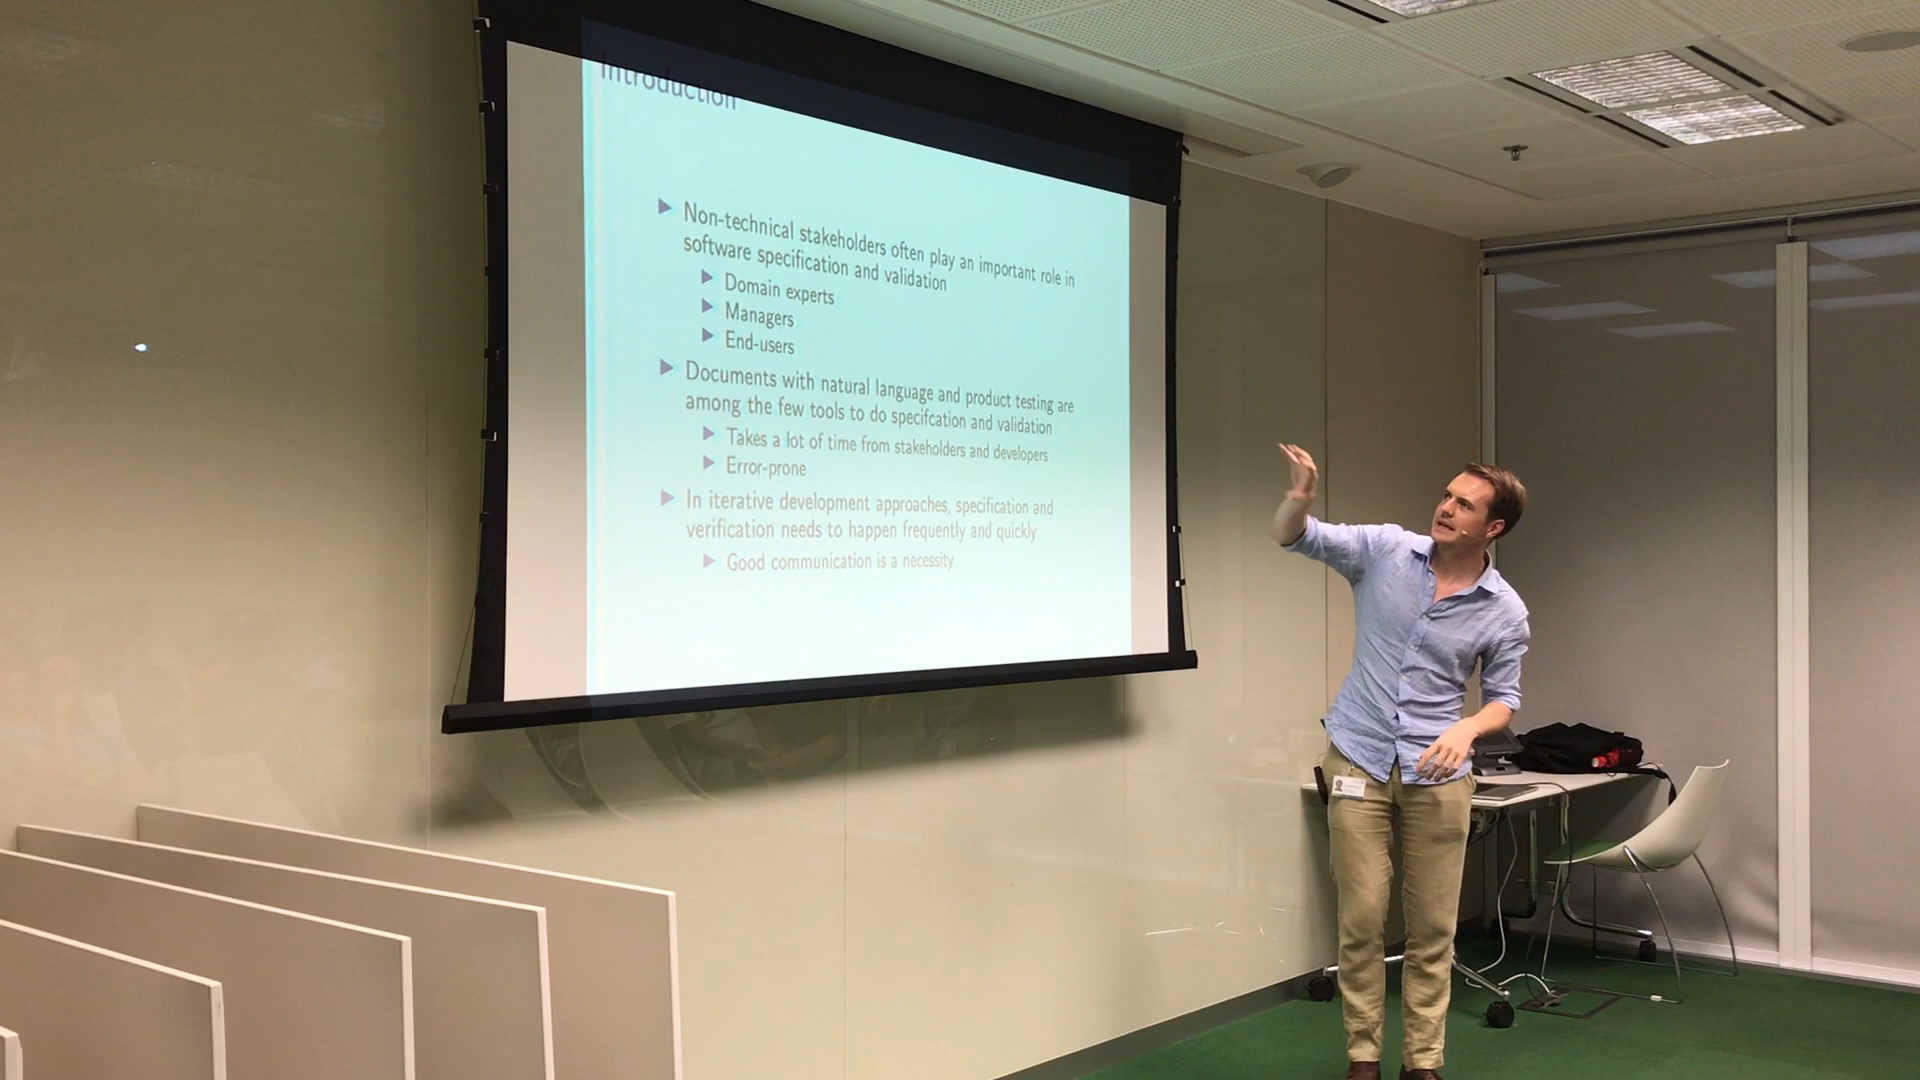 Introduction
Non-technical stakeholders often play an important role in
software specification and validation
Domain experts
Managers
End-users
Documents with natural language and product testing are
among the few tools to do specifcation and validation
Takes a lot of time from stakeholders and developers
Error-prone
In iterative development approaches, specification and
verification needs to happen frequently and quickly
Good communication is a necessity